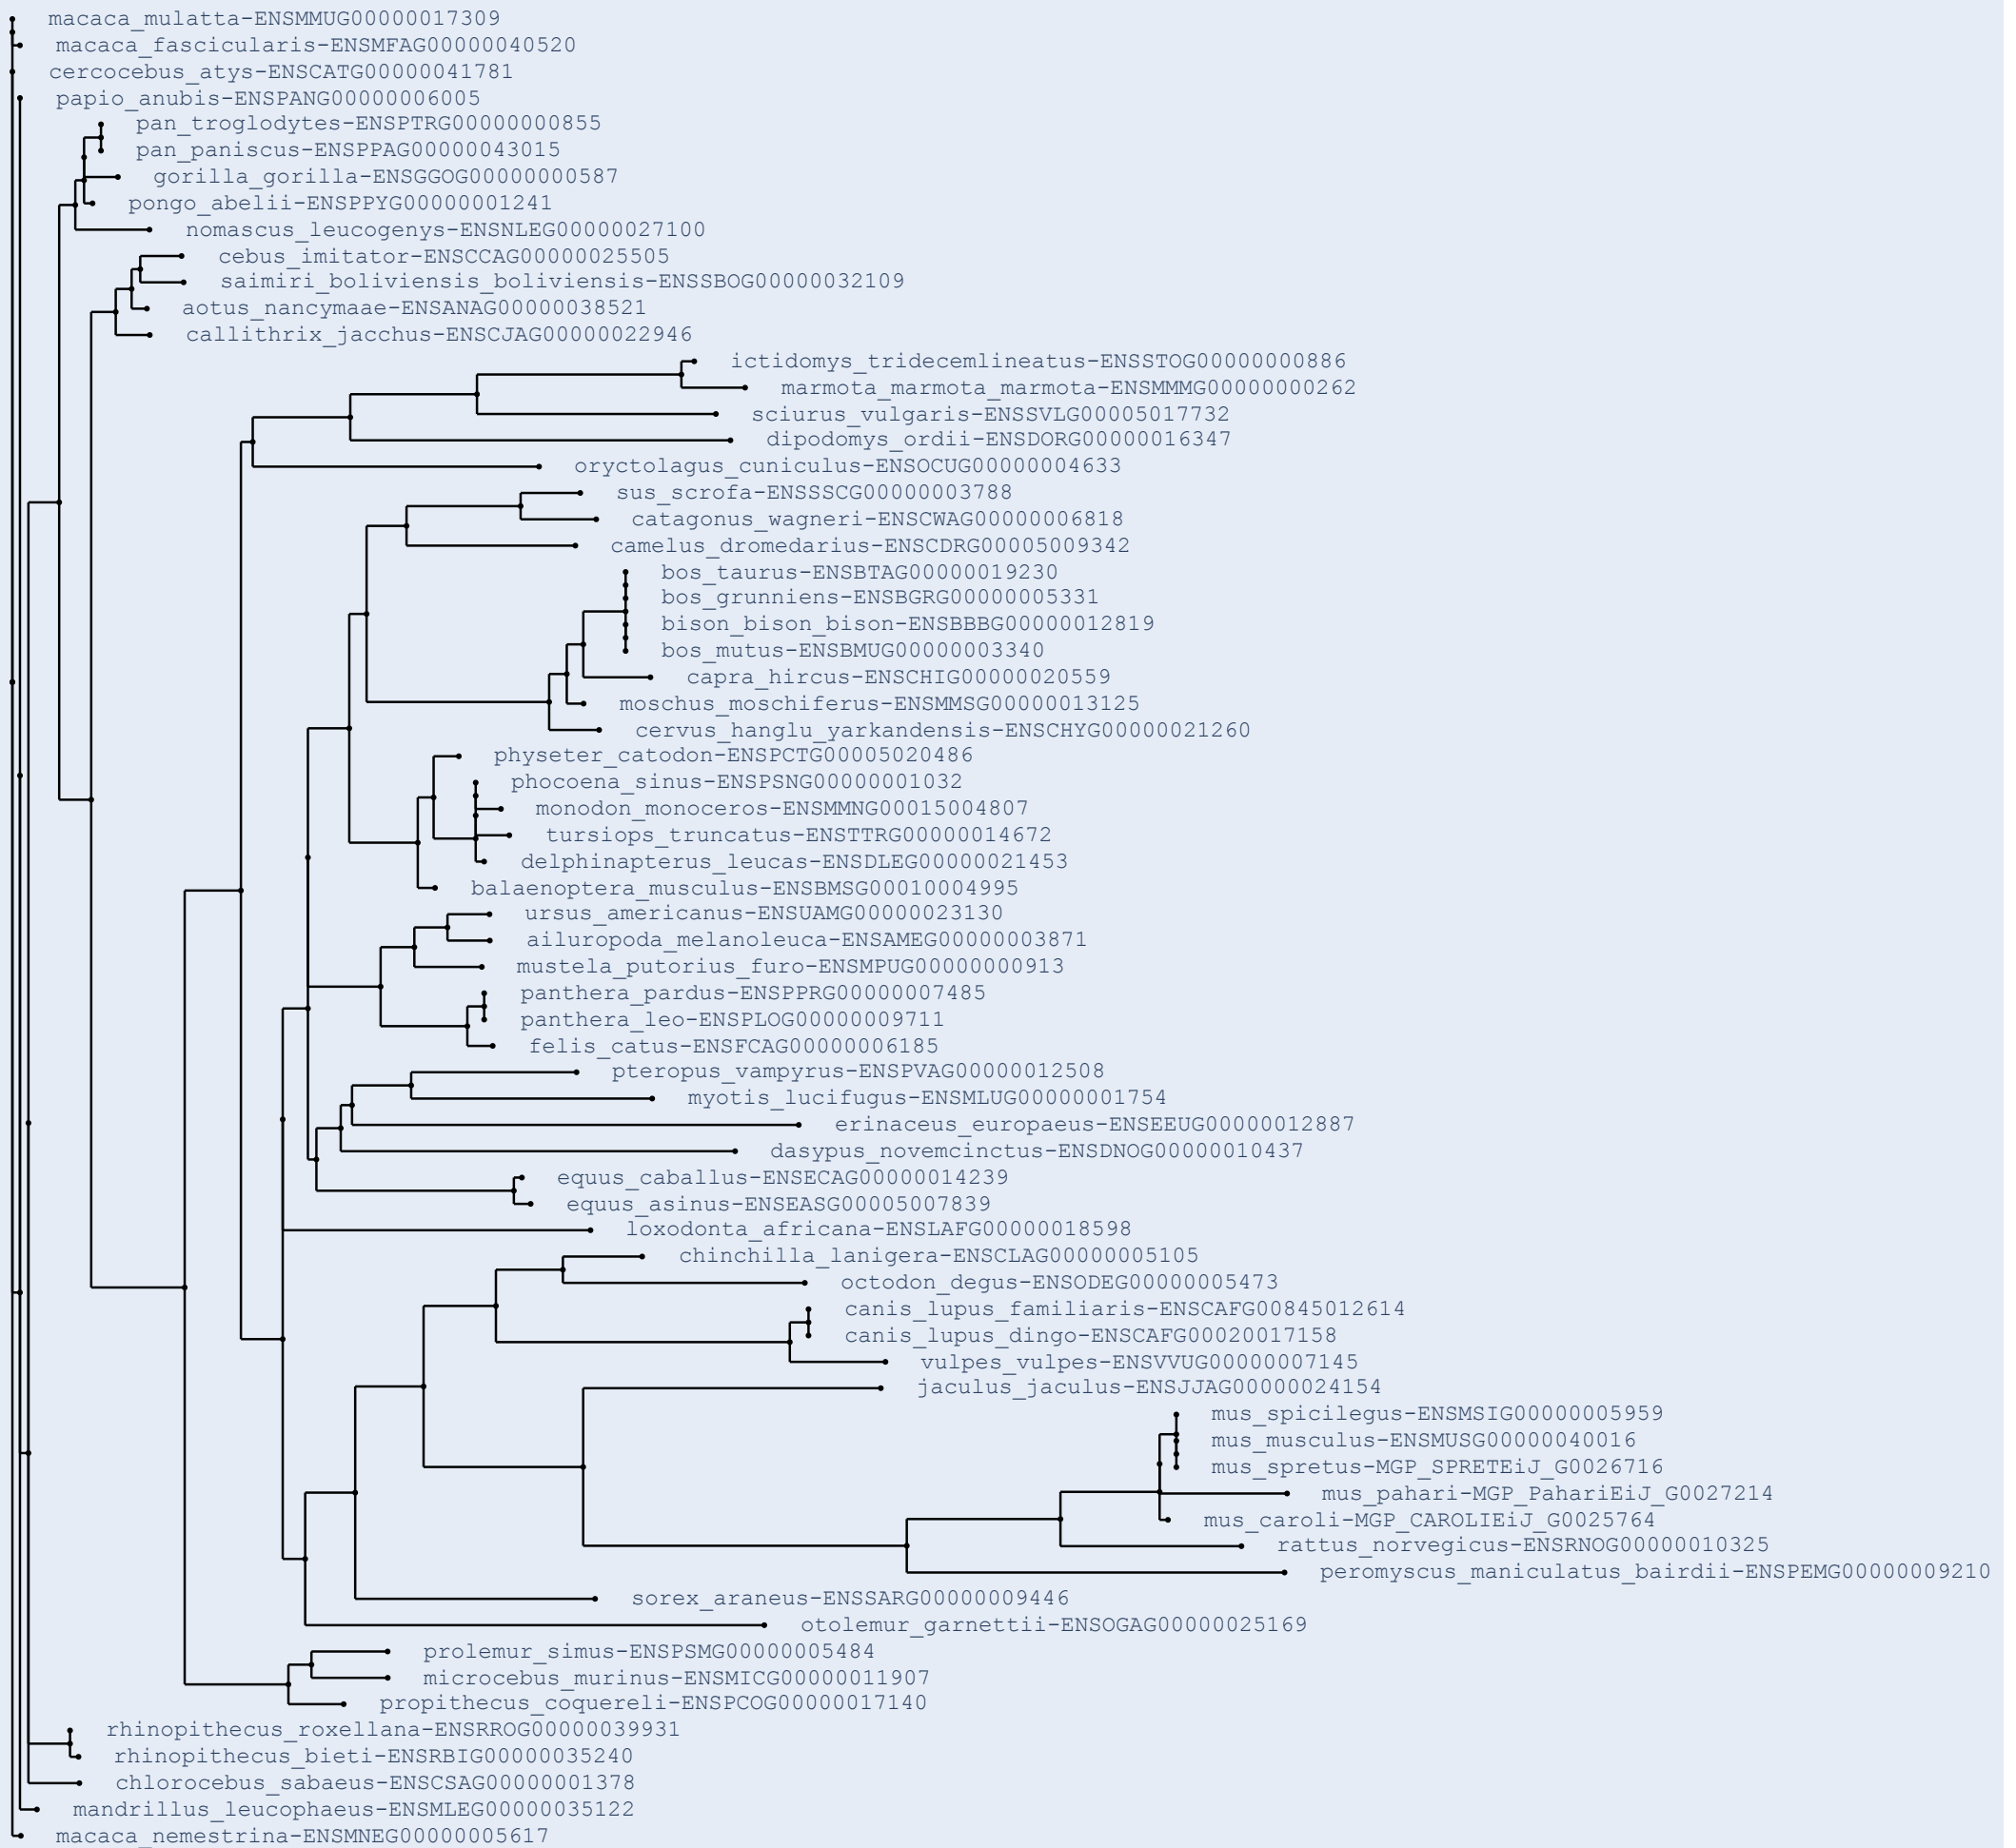 macaca_mulatta-ENSMMUG00000017309
macaca_fascicularis-ENSMFAG00000040520
cercocebus_atys-ENSCATG00000041781
papio_anubis-ENSPANG00000006005
pan_troglodytes-ENSPTRG00000000855
pan_paniscus-ENSPPAG00000043015
gorilla_gorilla-ENSGGOG00000000587
pongo_abelii-ENSPPYG00000001241
nomascus_leucogenys-ENSNLEG00000027100
cebus_imitator-ENSCCAG00000025505
saimiri_boliviensis_boliviensis-ENSSBOG00000032109
aotus_nancymaae-ENSANAG00000038521
callithrix_jacchus-ENSCJAG00000022946
ictidomys_tridecemlineatus-ENSSTOG00000000886
marmota_marmota_marmota-ENSMMMG00000000262
sciurus_vulgaris-ENSSVLG00005017732
dipodomys_ordii-ENSDORG00000016347
oryctolagus_cuniculus-ENSOCUG00000004633
sus_scrofa-ENSSSCG00000003788
catagonus_wagneri-ENSCWAG00000006818
camelus_dromedarius-ENSCDRG00005009342
bos_taurus-ENSBTAG00000019230
bos_grunniens-ENSBGRG00000005331
bison_bison_bison-ENSBBBG00000012819
bos_mutus-ENSBMUG00000003340
capra_hircus-ENSCHIG00000020559
moschus_moschiferus-ENSMMSG00000013125
cervus_hanglu_yarkandensis-ENSCHYG00000021260
physeter_catodon-ENSPCTG00005020486
phocoena_sinus-ENSPSNG00000001032
monodon_monoceros-ENSMMNG00015004807
tursiops_truncatus-ENSTTRG00000014672
delphinapterus_leucas-ENSDLEG00000021453
balaenoptera_musculus-ENSBMSG00010004995
ursus_americanus-ENSUAMG00000023130
ailuropoda_melanoleuca-ENSAMEG00000003871
mustela_putorius_furo-ENSMPUG00000000913
panthera_pardus-ENSPPRG00000007485
panthera_leo-ENSPLOG00000009711
felis_catus-ENSFCAG00000006185
pteropus_vampyrus-ENSPVAG00000012508
myotis_lucifugus-ENSMLUG00000001754
erinaceus_europaeus-ENSEEUG00000012887
dasypus_novemcinctus-ENSDNOG00000010437
equus_caballus-ENSECAG00000014239
equus_asinus-ENSEASG00005007839
loxodonta_africana-ENSLAFG00000018598
chinchilla_lanigera-ENSCLAG00000005105
octodon_degus-ENSODEG00000005473
canis_lupus_familiaris-ENSCAFG00845012614
canis_lupus_dingo-ENSCAFG00020017158
vulpes_vulpes-ENSVVUG00000007145
jaculus_jaculus-ENSJJAG00000024154
mus_spicilegus-ENSMSIG00000005959
mus_musculus-ENSMUSG00000040016
mus_spretus-MGP_SPRETEiJ_G0026716
mus_pahari-MGP_PahariEiJ_G0027214
mus_caroli-MGP_CAROLIEiJ_G0025764
rattus_norvegicus-ENSRNOG00000010325
peromyscus_maniculatus_bairdii-ENSPEMG00000009210
sorex_araneus-ENSSARG00000009446
otolemur_garnettii-ENSOGAG00000025169
prolemur_simus-ENSPSMG00000005484
microcebus_murinus-ENSMICG00000011907
propithecus_coquereli-ENSPCOG00000017140
rhinopithecus_roxellana-ENSRROG00000039931
rhinopithecus_bieti-ENSRBIG00000035240
chlorocebus_sabaeus-ENSCSAG00000001378
mandrillus_leucophaeus-ENSMLEG00000035122
macaca_nemestrina-ENSMNEG00000005617